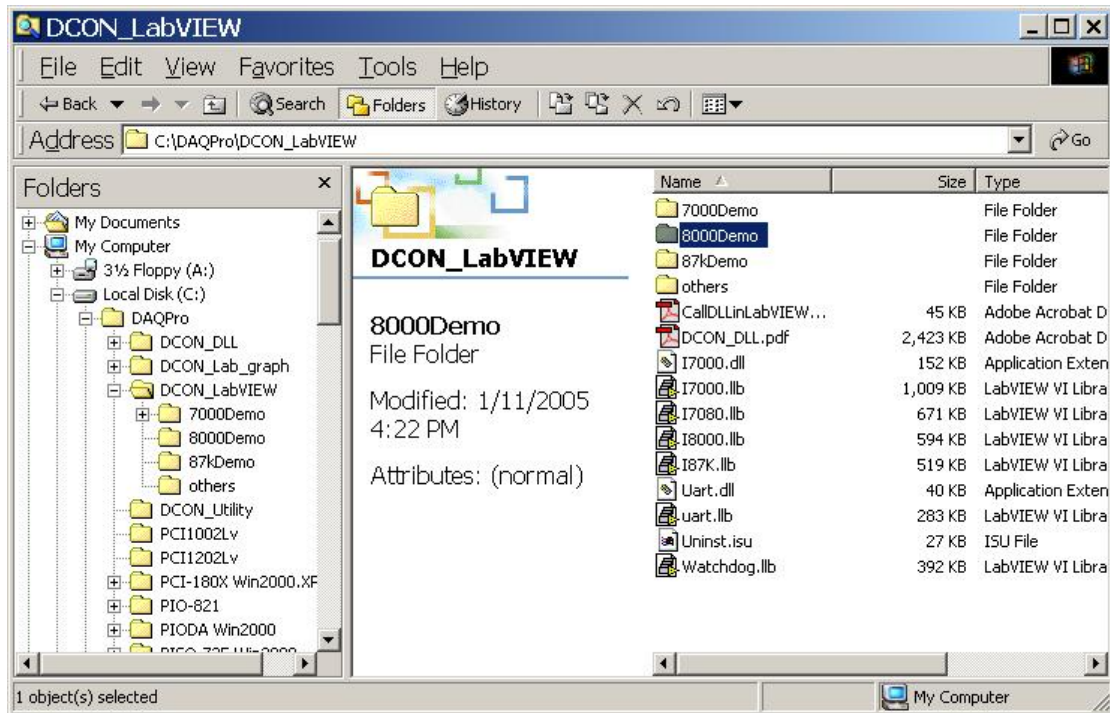 DCON_LabVIEW
File Edit View Favorites Tools Help
Back Search Folders History
Address C:\DAQPro\DCON_LabVIEW Go
Folders
My Documents
My Computer
3½ Floppy (A:)
Local Disk (C:)
DAQPro
DCON_DLL
DCON_Lab_graph
DCON_LabVIEW
7000Demo
8000Demo
87kDemo
others
DCON_Utility
PCI1002Lv
PCI1202Lv
PCI-180X Win2000.XF
PIO-821
PIODA Win2000
DCON_LabVIEW
8000Demo
File Folder
Modified: 1/11/2005
4:22 PM
Attributes: (normal)
Name Size Type
7000Demo File Folder
8000Demo File Folder
87kDemo File Folder
others File Folder
CallDLLinLabVIEW... 45 KB Adobe Acrobat D
DCON_DLL.pdf 2,423 KB Adobe Acrobat D
I7000.dll 152 KB Application Exten
I7000.llb 1,009 KB LabVIEW VI Libra
I7080.llb 671 KB LabVIEW VI Libra
I8000.llb 594 KB LabVIEW VI Libra
I87K.llb 519 KB LabVIEW VI Libra
Uart.dll 40 KB Application Exten
uart.llb 283 KB LabVIEW VI Libra
Uninst.isu 27 KB ISU File
Watchdog.llb 392 KB LabVIEW VI Libra
1 object(s) selected My Computer